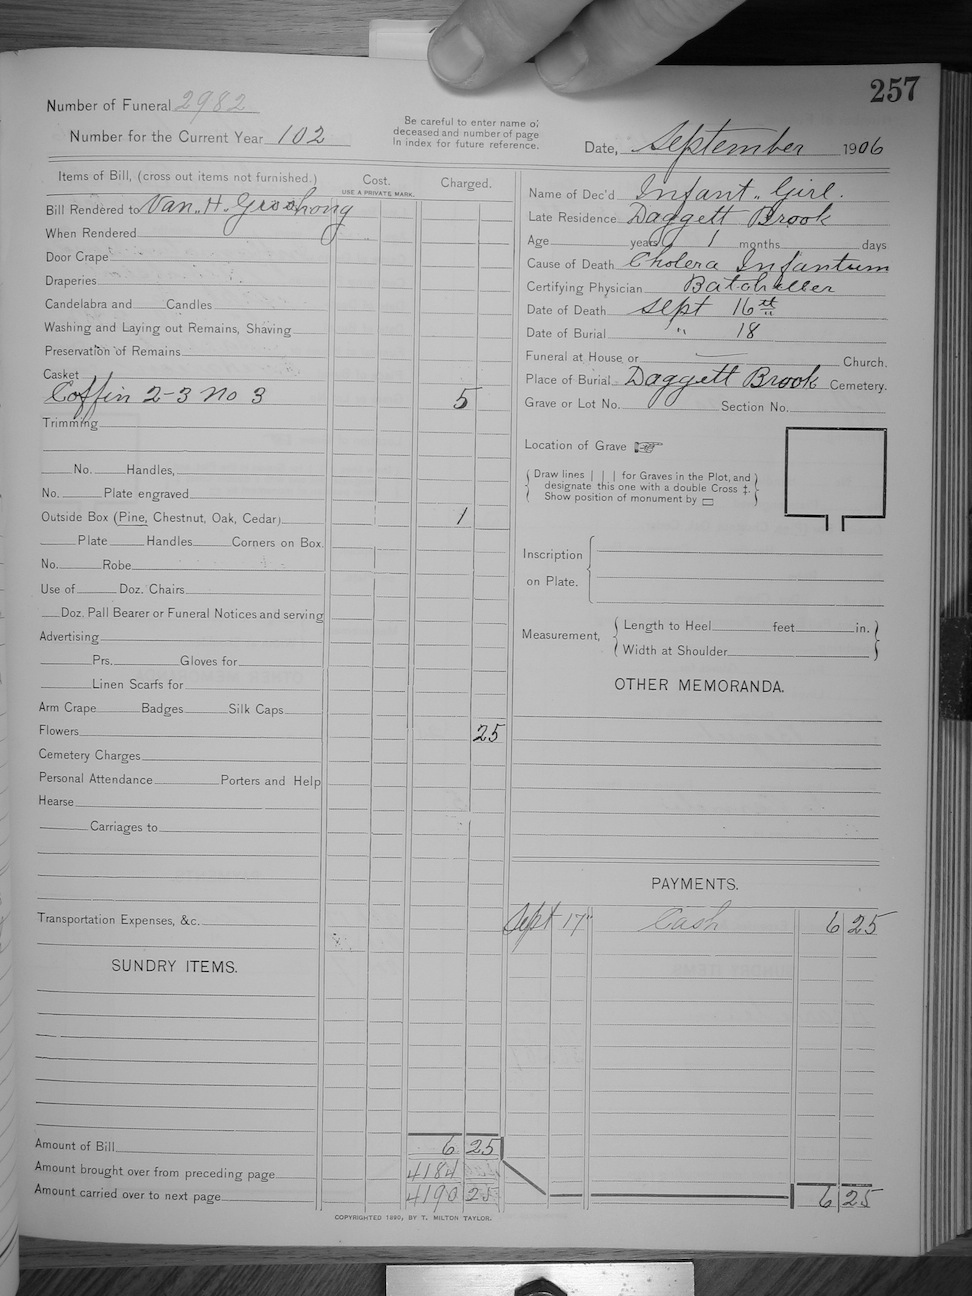 257
Number of Funeral 2982
Number for the Current Year 102
Be careful to enter name of
deceased and number of page
In index for future reference.
Date, September 1906
Items of Bill, (cross out items not furnished.)
Cost.
USE A PRIVATE MARK.
Charged.
Bill Rendered to Van. H.
When Rendered
Door Crape
Draperies
Candelabra and Candles
Washing and Laying out Remains, Shaving
Preservation of Remains
Casket
Coffin 2-3 No 3 5
Trimming
No. Handles,
No. Plate engraved
Outside Box (Pine, Chestnut, Oak, Cedar) 1
Plate Handles Corners on Box.
No. Robe
Use of Doz. Chairs
Doz. Pall Bearer or Funeral Notices and serving
Advertising
Prs. Gloves for
Linen Scarfs for
Arm Crape Badges Silk Caps
Flowers 25
Cemetery Charges
Personal Attendance Porters and Help
Hearse
Carriages to
Transportation Expenses, &c.
SUNDRY ITEMS.
Amount of Bill 6 25
Amount brought over from preceding page 4184
Amount carried over to next page 4190 25
COPYRIGHTED 1890, BY T. MILTON TAYLOR.
Name of Dec'd Infant Girl.
Late Residence Daggett Brook
Age years 1 months days
Cause of Death Cholera Infantum
Certifying Physician Batcheller
Date of Death Sept 16th
Date of Burial " 18
Funeral at House or — Church.
Place of Burial Daggett Brook Cemetery.
Grave or Lot No. Section No.
Location of Grave ☞
Draw lines | | | for Graves in the Plot, and
designate this one with a double Cross ‡.
Show position of monument by ▭
Inscription
on Plate.
Measurement,
Length to Heel feet in.
Width at Shoulder
OTHER MEMORANDA.
PAYMENTS.
Sept 17" Cash 6 25
6 25